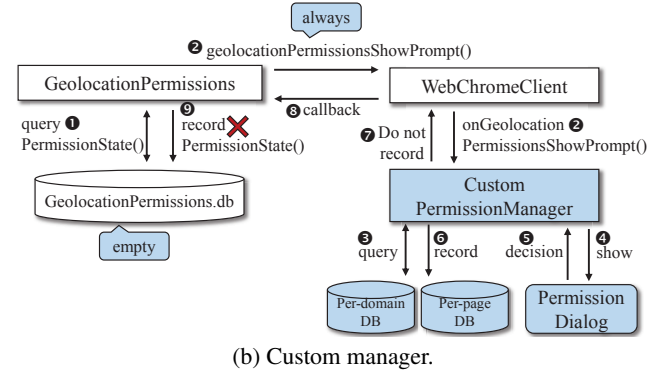 always
❷ geolocationPermissionsShowPrompt()
GeolocationPermissions
WebChromeClient
❽ callback
query ❶
PermissionState()
❾
record
PermissionState()
❼ Do not
record
onGeolocation ❷
PermissionsShowPrompt()
GeolocationPermissions.db
empty
Custom
PermissionManager
❸
query
❻
record
❺
decision
❹
show
Per-domain
DB
Per-page
DB
Permission
Dialog
(b) Custom manager.